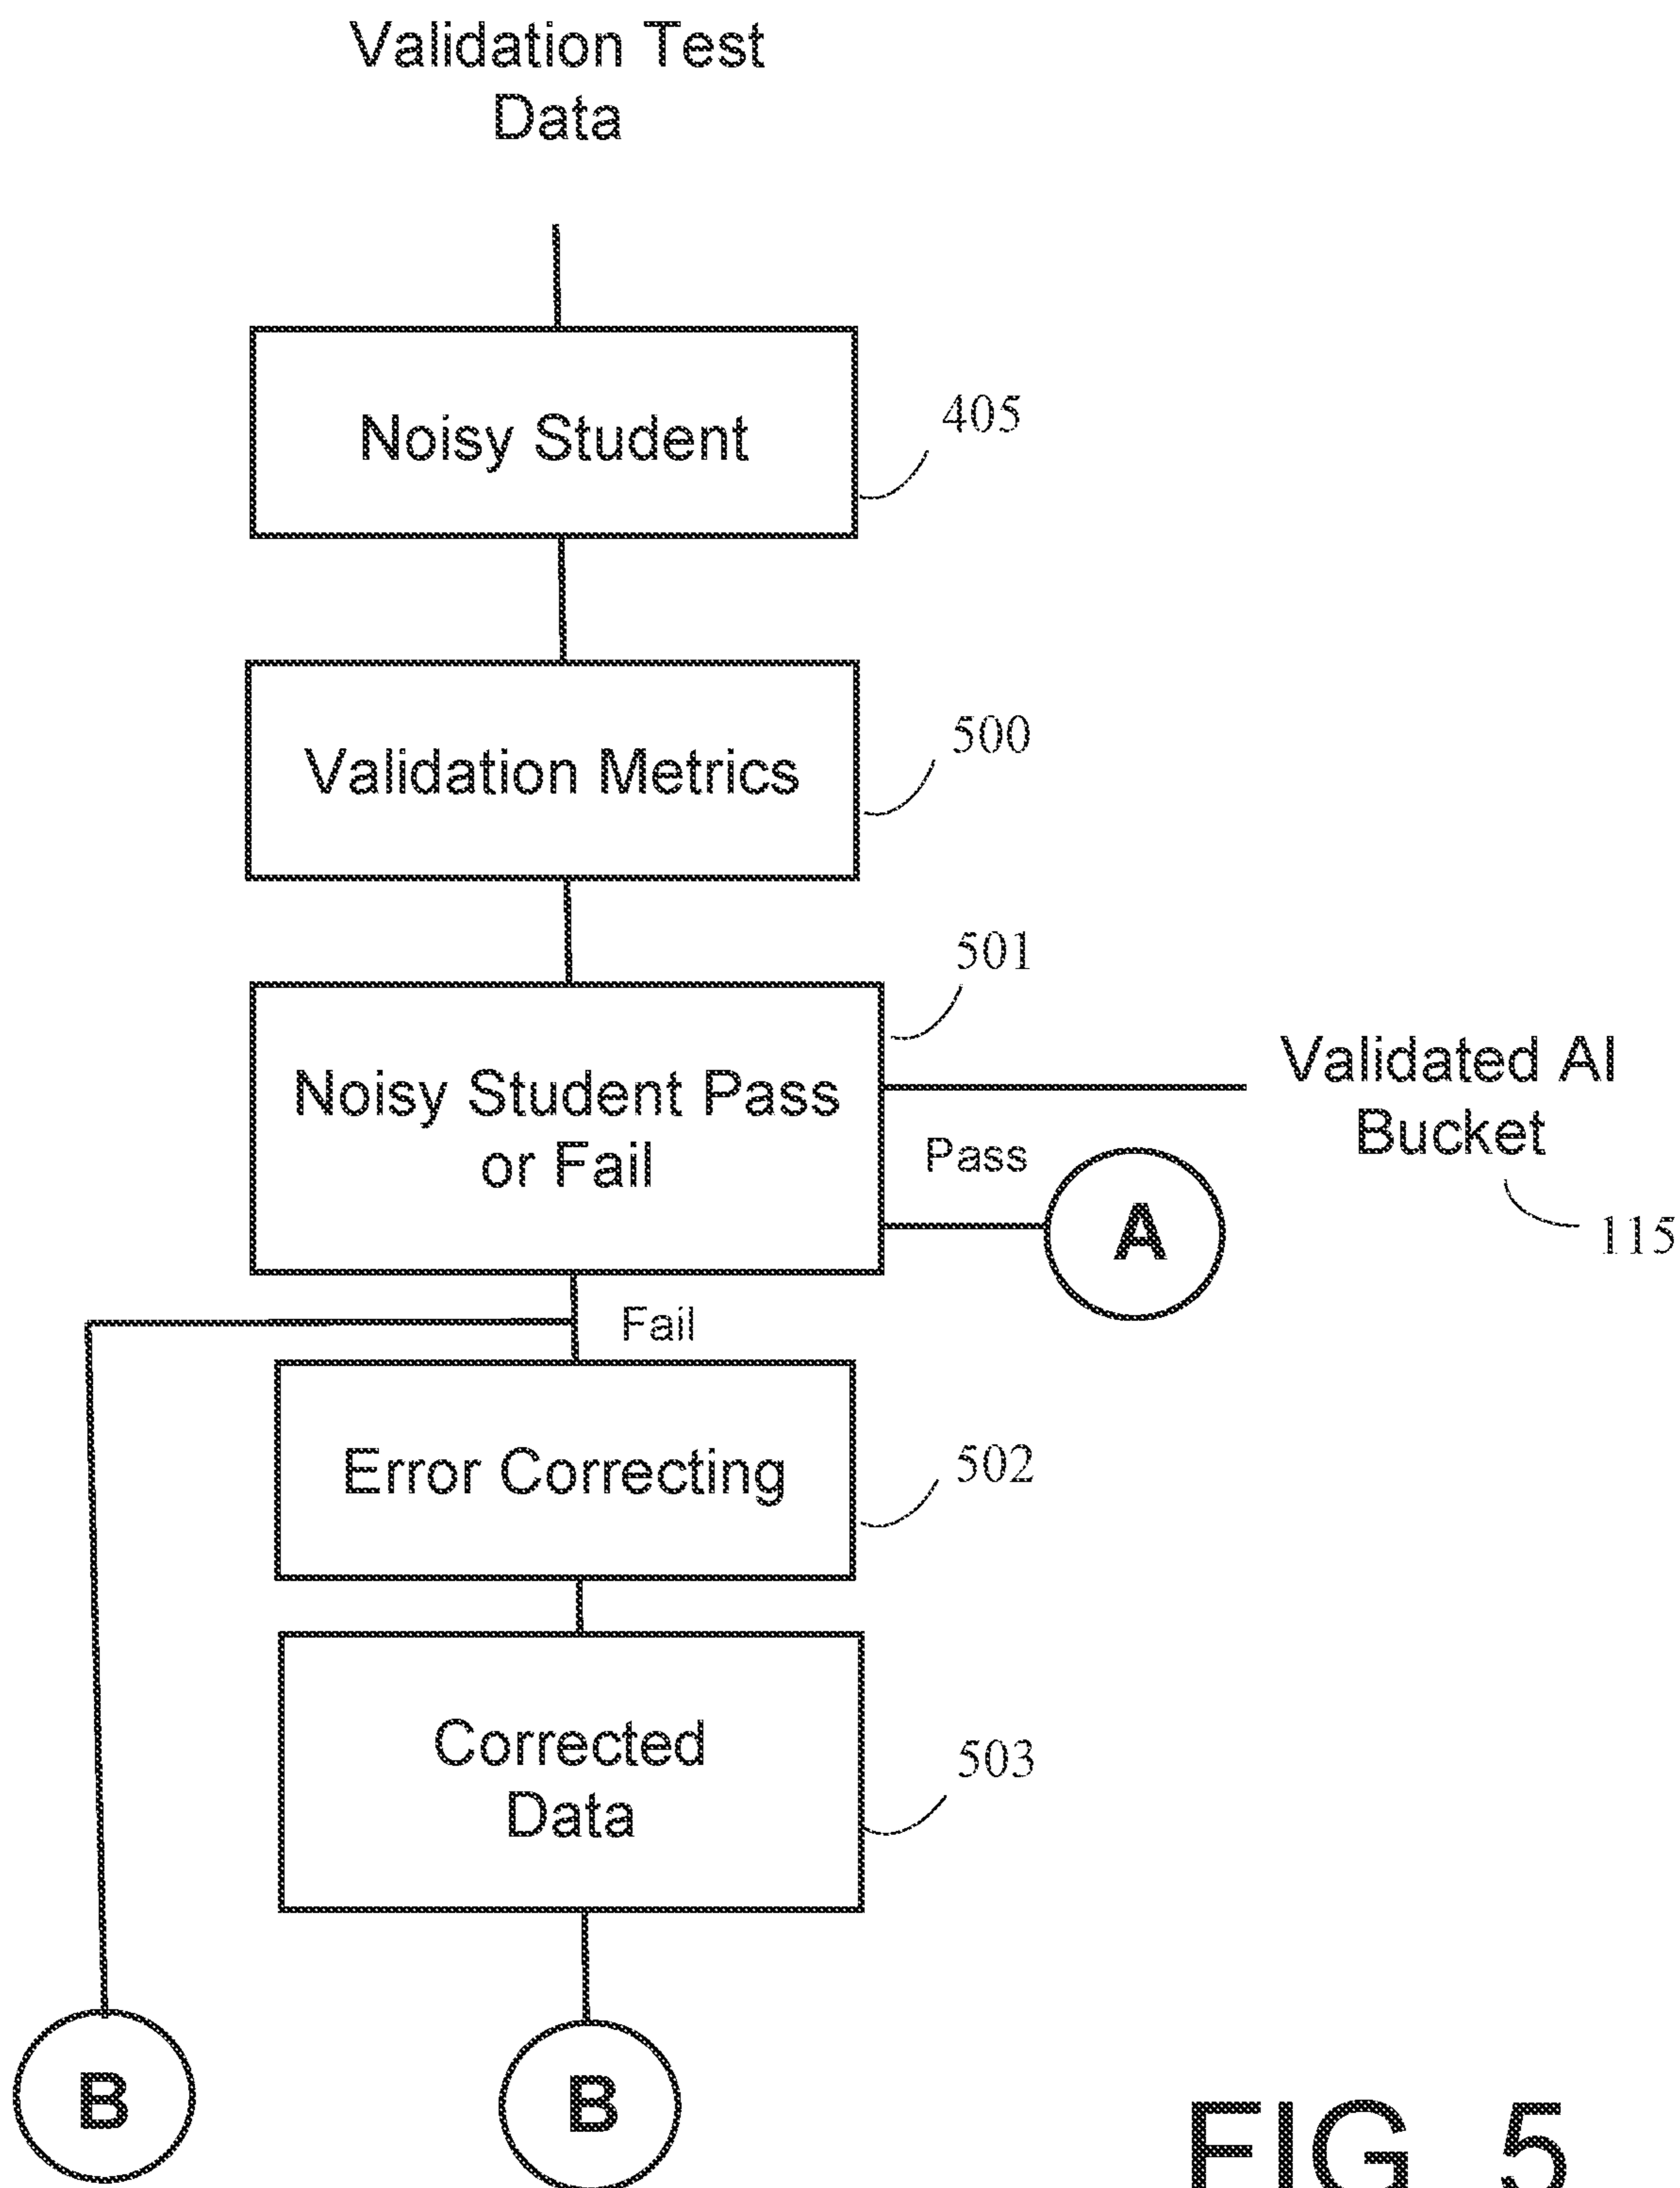 Validation Test
Data
Noisy Student
405
Validation Metrics
500
501
Noisy Student Pass
or Fail
Validated AI
Bucket
115
Pass
A
Fail
Error Correcting
502
Corrected
Data
503
B
B
FIG 5